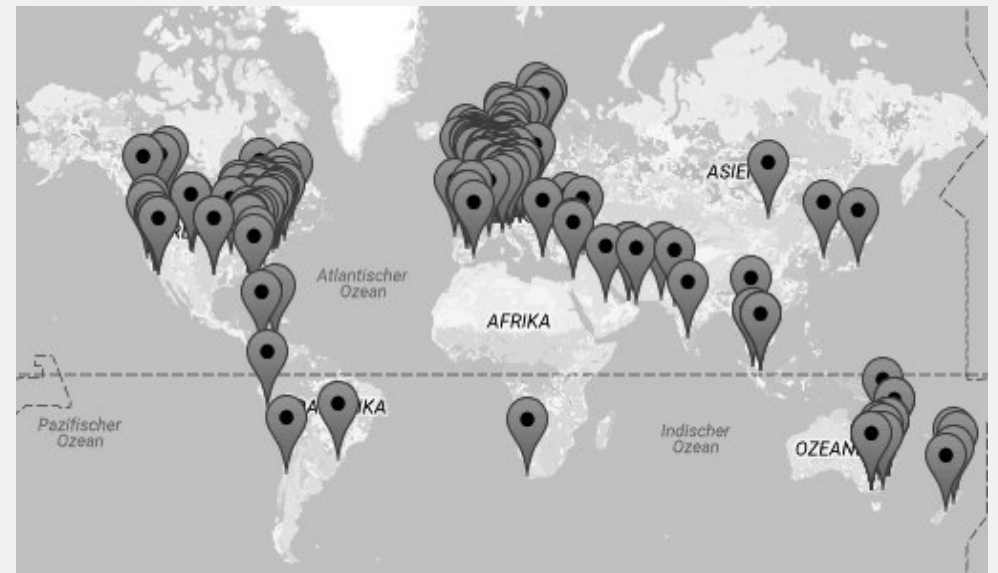 ASIE
Atlantischer
Ozean
AFRIKA
Pazifischer
Ozean
Indischer
Ozean
OZEAN